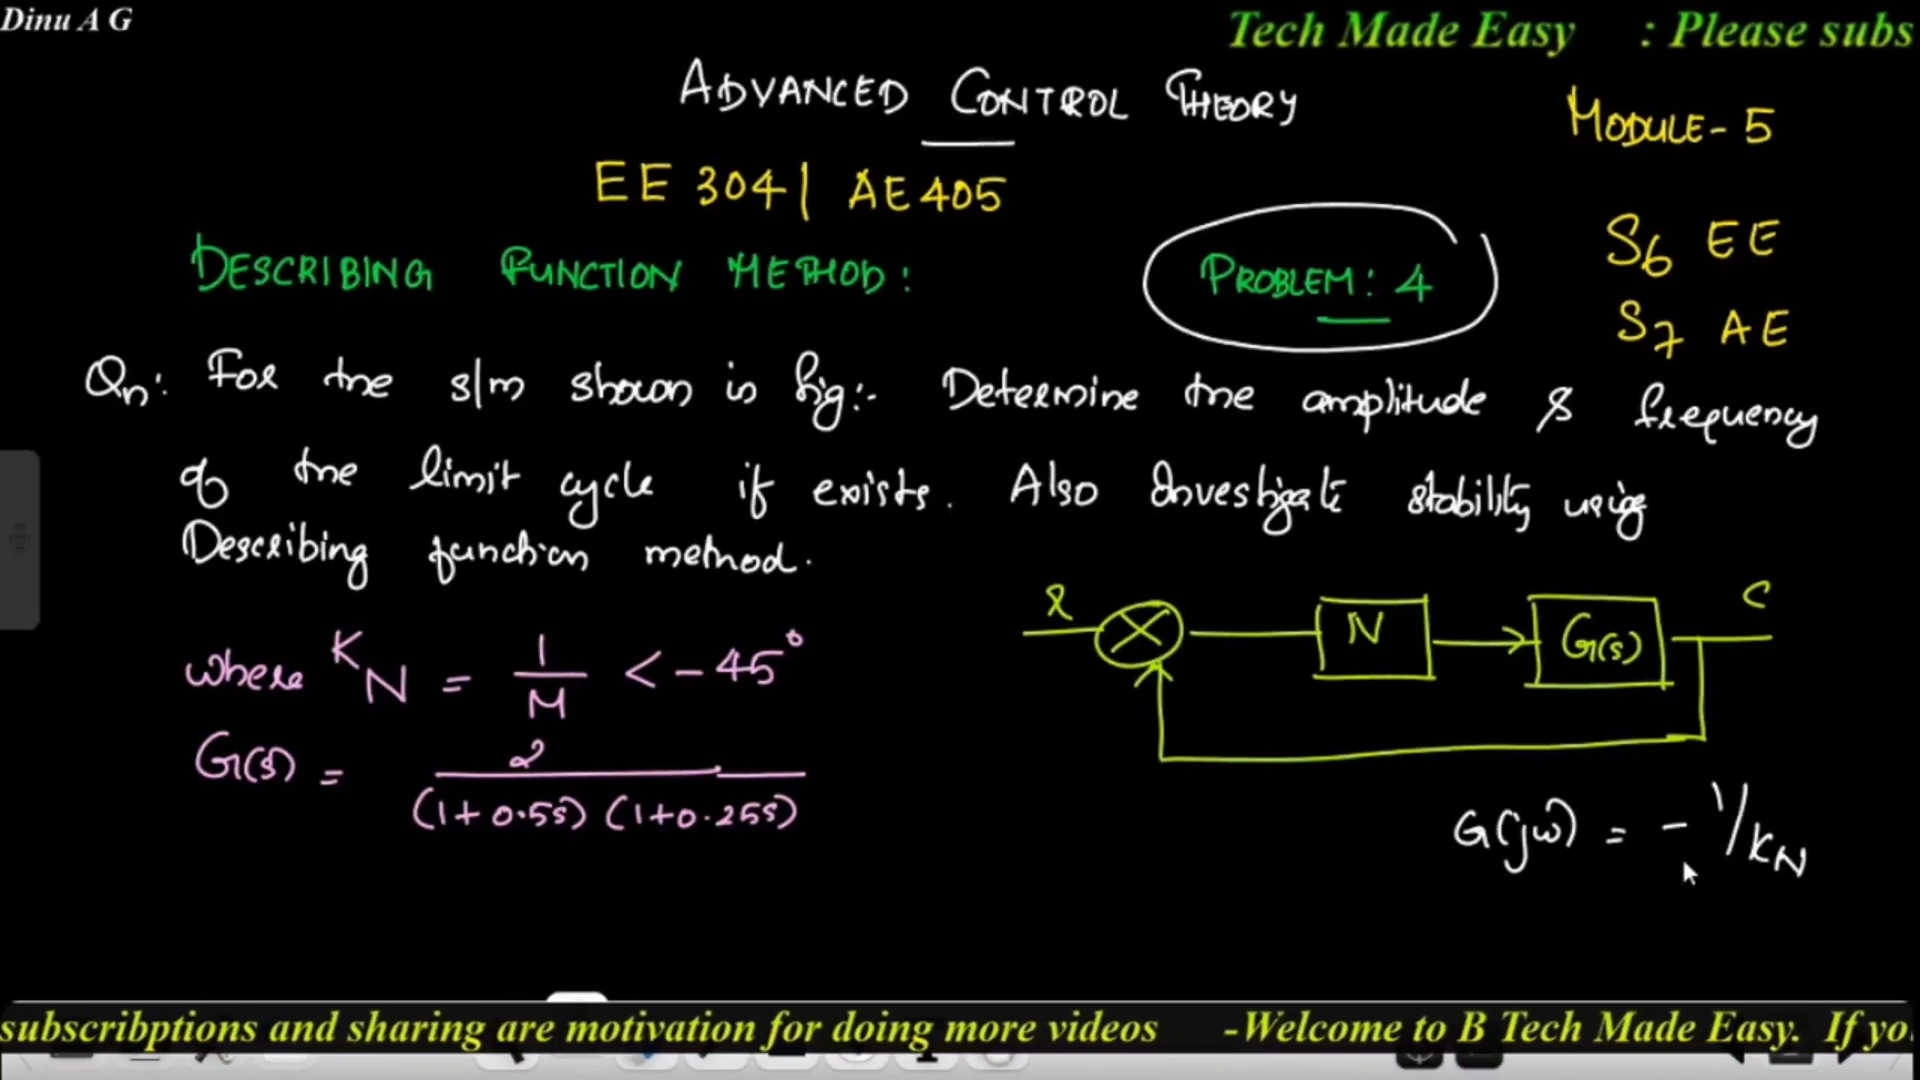 Dinu A G
Tech Made Easy : Please subs
ADVANCED CONTROL THEORY
MODULE - 5
EE 304 | AE 405
S6 EE
DESCRIBING FUNCTION METHOD :
PROBLEM : 4
S7 AE
Qn: For the s/m shown in fig:- Determine the amplitude & frequency
of the limit cycle if exists. Also Investigate stability using
Describing function method.
R N G(s) C
where KN = 1/M < -45°
G(s) = 2 / (1+0.5s) (1+0.25s)
G(jω) = - 1/KN
subscribptions and sharing are motivation for doing more videos -Welcome to B Tech Made Easy. If yo